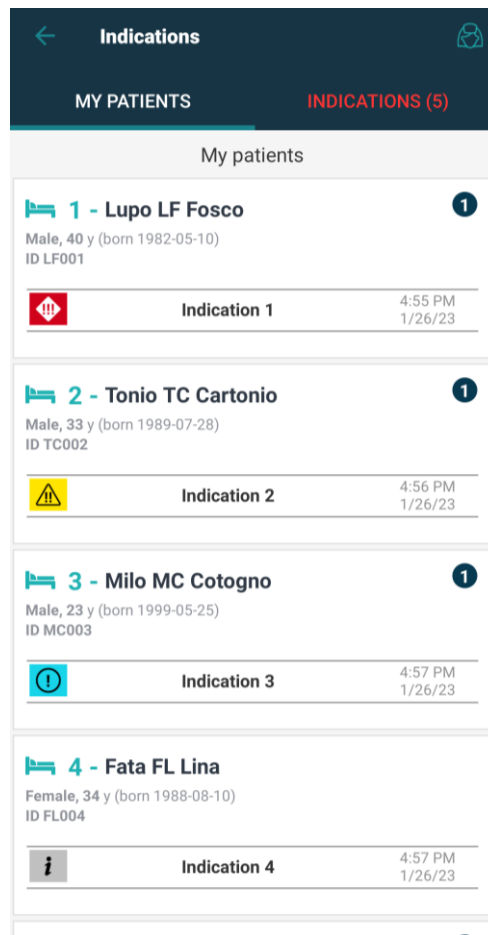 Indications
MY PATIENTS
INDICATIONS (5)
My patients
1 - Lupo LF Fosco
1
Male, 40 y (born 1982-05-10)
ID LF001
!!!
Indication 1
4:55 PM
1/26/23
2 - Tonio TC Cartonio
1
Male, 33 y (born 1989-07-28)
ID TC002
!!
Indication 2
4:56 PM
1/26/23
3 - Milo MC Cotogno
1
Male, 23 y (born 1999-05-25)
ID MC003
!
Indication 3
4:57 PM
1/26/23
4 - Fata FL Lina
Female, 34 y (born 1988-08-10)
ID FL004
i
Indication 4
4:57 PM
1/26/23